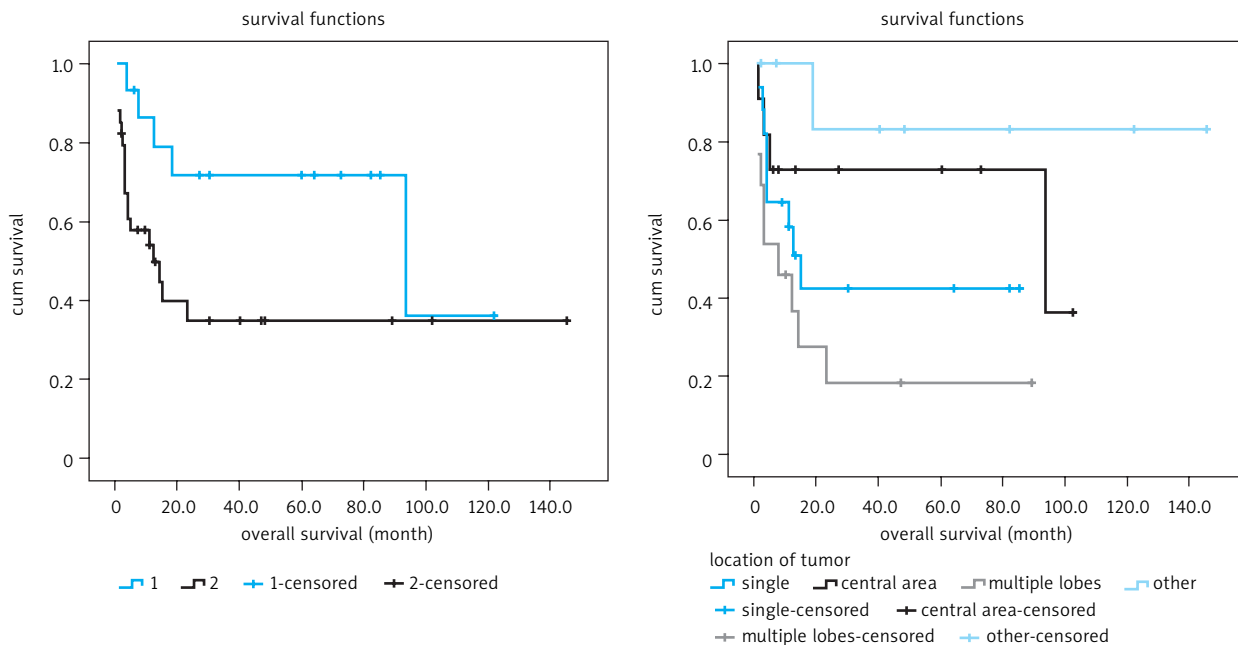 survival functions
cum survival
1.0
0.8
0.6
0.4
0.2
0
0 20.0 40.0 60.0 80.0 100.0 120.0 140.0
overall survival (month)
1 2 1-censored 2-censored
survival functions
cum survival
1.0
0.8
0.6
0.4
0.2
0
0 20.0 40.0 60.0 80.0 100.0 120.0 140.0
overall survival (month)
location of tumor
single central area multiple lobes other
single-censored central area-censored
multiple lobes-censored other-censored